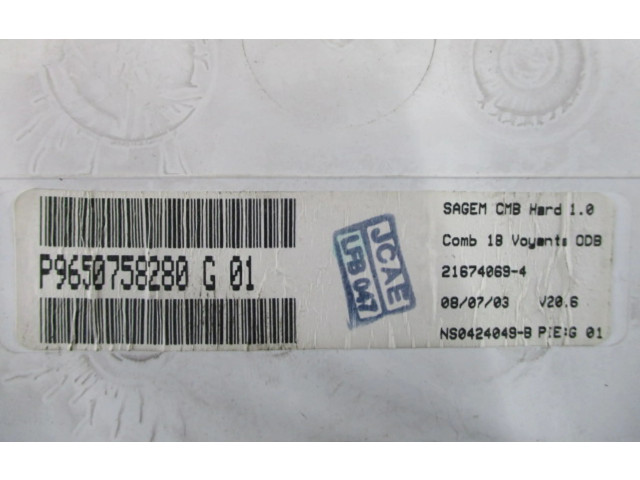 P9650758280 G 01
JCAE
LFB 047
SAGEM CMB Hard 1.0
Comb 18 Voyants ODB
21674069-4
08/07/03 V20.6
NS0424049-B P/E:G 01